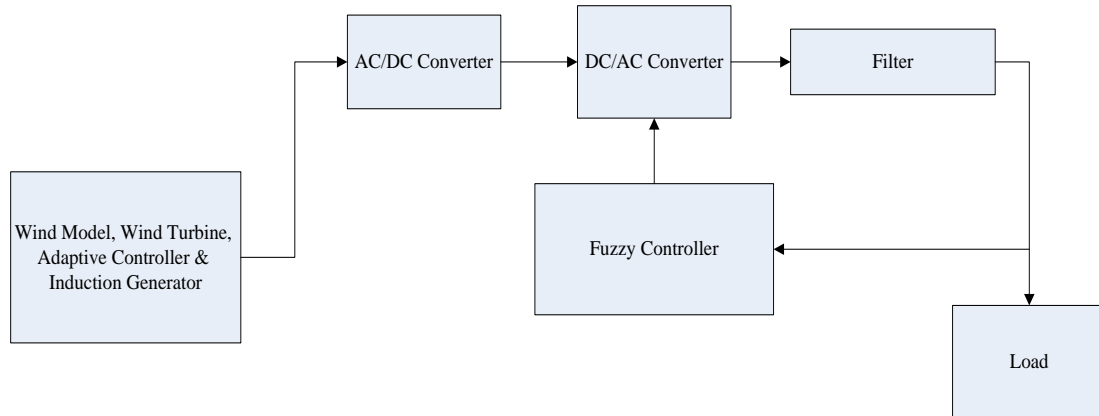 AC/DC Converter
DC/AC Converter
Filter
Wind Model, Wind Turbine,
Adaptive Controller &
Induction Generator
Fuzzy Controller
Load